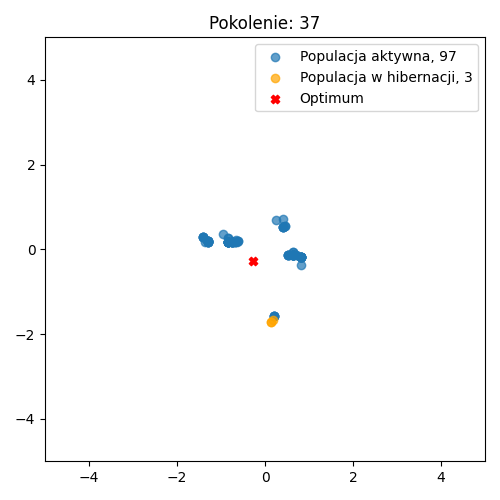 Pokolenie: 37
Populacja aktywna, 97
Populacja w hibernacji, 3
Optimum
4
2
0
−2
−4
−4
−2
0
2
4